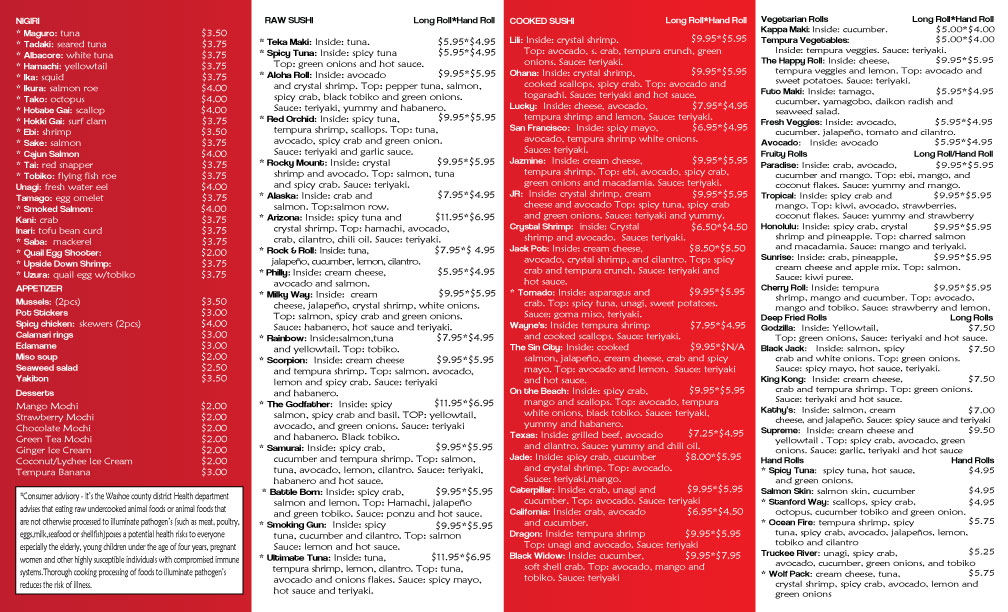 NIGIRI
* Maguro: tuna $3.50
* Tadaki: seared tuna $3.75
* Albacore: white tuna $3.75
* Hamachi: yellowtail $3.75
* Ika: squid $3.75
* Ikura: salmon roe $4.00
* Tako: octopus $4.00
* Hotate Gai: scallop $4.00
* Hokki Gai: surf clam $3.75
* Ebi: shrimp $3.50
* Sake: salmon $3.75
* Cajun Salmon $4.00
* Tai: red snapper $3.75
* Tobiko: flying fish roe $3.75
Unagi: fresh water eel $4.00
Tamago: egg omelet $3.75
* Smoked Salmon: $4.00
Kani: crab $3.75
Inari: tofu bean curd $3.75
* Saba: mackerel $3.75
* Quail Egg Shooter: $2.00
* Upside Down Shrimp: $3.75
* Uzura: quail egg w/tobiko $3.75
APPETIZER
Mussels: (2pcs) $3.50
Pot Stickers $3.00
Spicy chicken: skewers (2pcs) $4.00
Calamari rings $3.00
Edamame $3.00
Miso soup $2.00
Seaweed salad $2.50
Yakibon $3.50
Desserts
Mango Mochi $2.00
Strawberry Mochi $2.00
Chocolate Mochi $2.00
Green Tea Mochi $2.00
Ginger Ice Cream $2.00
Coconut/Lychee Ice Cream $2.00
Tempura Banana $3.00
*Consumer advisory - It's the Washoe county district Health department
advises that eating raw undercooked animal foods or animal foods that
are not otherwise processed to illuminate pathogen's (such as meat, poultry,
eggs,milk,seafood or shellfish)poses a potential health risks to everyone
especially the elderly, young children under the age of four years, pregnant
women and other highly susceptible individuals with compromised immune
systems.Thorough cooking processing of foods to illuminate pathogen's
reduces the risk of illness.
RAW SUSHI Long Roll*Hand Roll
* Teka Maki: Inside: tuna. $5.95*$4.95
* Spicy Tuna: Inside: spicy tuna $5.95*$4.95
Top: green onions and hot sauce.
* Aloha Roll: Inside: avocado $9.95*$5.95
and crystal shrimp. Top: pepper tuna, salmon,
spicy crab, black tobiko and green onions.
Sauce: teriyaki, yummy and habanero.
* Red Orchid: Inside: spicy tuna, $9.95*$5.95
tempura shrimp, scallops. Top: tuna,
avocado, spicy crab and green onion.
Sauce: teriyaki and garlic sauce.
* Rocky Mount: Inside: crystal $9.95*$5.95
shrimp and avocado. Top: salmon, tuna
and spicy crab. Sauce: teriyaki.
* Alaska: Inside: crab and $7.95*$4.95
salmon. Top:salmon row.
* Arizona: Inside: spicy tuna and $11.95*$6.95
crystal shrimp. Top: hamachi, avocado,
crab, cilantro, chili oil. Sauce: teriyaki.
* Rock & Roll: Inside: tuna, $7.95*$ 4.95
jalapeño, cucumber, lemon, cilantro.
* Philly: Inside: cream cheese, $5.95*$4.95
avocado and salmon.
* Milky Way: Inside: cream $9.95*$5.95
cheese, jalapeño, crystal shrimp, white onions.
Top: salmon, spicy crab and green onions.
Sauce: habanero, hot sauce and teriyaki.
* Rainbow: Inside:salmon,tuna $7.95*$4.95
and yellowtail. Top: tobiko.
* Scorpion: Inside: cream cheese $9.95*$5.95
and tempura shrimp. Top: salmon. avocado,
lemon and spicy crab. Sauce: teriyaki
and habanero.
* The Godfather: Inside: spicy $11.95*$6.95
salmon, spicy crab and basil. TOP: yellowtail,
avocado, and green onions. Sauce: teriyaki
and habanero. Black tobiko.
* Samurai: Inside: spicy crab, $9.95*$5.95
cucumber and tempura shrimp. Top: salmon,
tuna, avocado, lemon, cilantro. Sauce: teriyaki,
habanero and hot sauce.
* Battle Born: Inside: spicy crab, $9.95*$5.95
salmon and lemon. Top: Hamachi, jalapeño
and green tobiko. Sauce: ponzu and hot sauce.
* Smoking Gun: Inside: spicy $9.95*$5.95
tuna, cucumber and cilantro. Top: salmon
Sauce: lemon and hot sauce.
* Ultimate Tuna: Inside: tuna, $11.95*$6.95
tempura shrimp, lemon, cilantro. Top: tuna,
avocado and onions flakes. Sauce: spicy mayo,
hot sauce and teriyaki.
COOKED SUSHI Long Roll*Hand Roll
Lili: Inside: crystal shrimp. $9.95*$5.95
Top: avocado, s. crab, tempura crunch, green
onions. Sauce: teriyaki.
Ohana: Inside: crystal shrimp, $9.95*$5.95
cooked scallops, spicy crab. Top: avocado and
togarashi. Sauce: teriyaki and hot sauce.
Lucky: Inside: cheese, avocado, $7.95*$4.95
tempura shrimp and lemon. Sauce: teriyaki.
San Francisco: Inside: spicy mayo, $6.95*$4.95
avocado, tempura shrimp white onions.
Sauce: teriyaki.
Jazmine: Inside: cream cheese, $9.95*$5.95
tempura shrimp. Top: ebi, avocado, spicy crab,
green onions and macadamia. Sauce: teriyaki.
JR: Inside: crystal shrimp, cream $9.95*$5.95
cheese and avocado Top: spicy tuna, spicy crab
and green onions. Sauce: teriyaki and yummy.
Crystal Shrimp: Inside: Crystal $6.50*$4.50
shrimp and avocado. Sauce: teriyaki.
Jack Pot: Inside: cream cheese, $8.50*$5.50
avocado, crystal shrimp, and cilantro. Top: spicy
crab and tempura crunch. Sauce: teriyaki and
hot sauce.
* Tornado: Inside: asparagus and $9.95*$5.95
crab. Top: spicy tuna, unagi, sweet potatoes.
Sauce: goma miso, teriyaki.
Wayne's: Inside: tempura shrimp $7.95*$4.95
and cooked scallops. Sauce: teriyaki.
The Sin City: Inside: cooked $9.95*$N/A
salmon, jalapeño, cream cheese, crab and spicy
mayo. Top: avocado and lemon. Sauce: teriyaki
and hot sauce.
On the Beach: Inside: spicy crab, $9.95*$5.95
mango and scallops. Top: avocado, tempura
white onions, black tobiko. Sauce: teriyaki,
yummy and habanero.
Texas: Inside: grilled beef, avocado $7.25*$4.95
and cilantro. Sauce: yummy and chili oil.
Jade: Inside: spicy crab, cucumber $8.00*$5.95
and crystal shrimp. Top: avocado.
Sauce: teriyaki,mango.
Caterpillar: Inside: crab, unagi and $9.95*$5.95
cucumber. Top: avocado. Sauce: teriyaki
California: Inside: crab, avocado $6.95*$4.50
and cucumber.
Dragon: Inside: tempura shrimp $9.95*$5.95
Top: unagi and avocado. Sauce: teriyaki
Black Widow: Inside: cucumber, $9.95*$7.95
soft shell crab. Top: avocado, mango and
tobiko. Sauce: teriyaki
Vegetarian Rolls Long Roll*Hand Roll
Kappa Maki: Inside: cucumber. $5.00*$4.00
Tempura Vegetables: $5.00*$4.00
Inside: tempura veggies. Sauce: teriyaki.
The Happy Roll: Inside: cheese, $9.95*$5.95
tempura veggies and lemon. Top: avocado and
sweet potatoes. Sauce: teriyaki.
Futo Maki: Inside: tamago, $5.95*$4.95
cucumber, yamagobo, daikon radish and
seaweed salad.
Fresh Veggies: Inside: avocado, $5.95*$4.95
cucumber. jalapeño, tomato and cilantro.
Avocado: Inside: avocado $5.95*$4.95
Fruity Rolls Long Roll/Hand Roll
Paradise: Inside: crab, avocado, $9.95*$5.95
cucumber and mango. Top: ebi, mango, and
coconut flakes. Sauce: yummy and mango.
Tropical: Inside: spicy crab and $9.95*$5.95
mango. Top: kiwi, avocado, strawberries,
coconut flakes. Sauce: yummy and strawberry
Honolulu: Inside: spicy crab, crystal $9.95*$5.95
shrimp and pineapple. Top: charred salmon
and macadamia. Sauce: mango and teriyaki.
Sunrise: Inside: crab, pineapple, $9.95*$5.95
cream cheese and apple mix. Top: salmon.
Sauce: kiwi puree.
Cherry Roll: Inside: tempura $9.95*$5.95
shrimp, mango and cucumber. Top: avocado,
mango and tobiko. Sauce: strawberry and lemon.
Deep Fried Rolls Long Rolls
Godzilla: Inside: Yellowtail, $7.50
Top: green onions, Sauce: teriyaki and hot sauce.
Black Jack: Inside: salmon, spicy $7.50
crab and white onions. Top: green onions.
Sauce: spicy mayo, hot sauce, teriyaki.
King Kong: Inside: cream cheese, $7.50
crab and tempura shrimp. Top: green onions.
Sauce: teriyaki and hot sauce.
Kathy's: Inside: salmon, cream $7.00
cheese, and jalapeño. Sauce: spicy sauce and teriyaki
Supreme: Inside: cream cheese and $9.50
yellowtail . Top: spicy crab, avocado, green
onions. Sauce: garlic, teriyaki and hot sauce
Hand Rolls Hand Rolls
* Spicy Tuna: spicy tuna, hot sauce, $4.95
and green onions.
Salmon Skin: salmon skin, cucumber $4.95
* Stanford Way: scallops, spicy crab, $4.95
octopus, cucumber tobiko and green onion.
* Ocean Fire: tempura shrimp, spicy $5.75
tuna, spicy crab, avocado, jalapeños, lemon,
tobiko and cilantro
Truckee River: unagi, spicy crab, $5.25
avocado, cucumber, green onions, and tobiko
* Wolf Pack: cream cheese, tuna, $5.75
crystal shrimp, spicy crab, avocado, lemon and
green onions